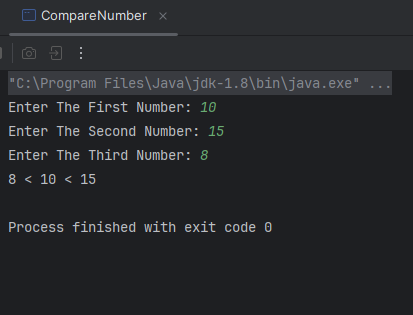 CompareNumber
"C:\Program Files\Java\jdk-1.8\bin\java.exe" ...
Enter The First Number: 10
Enter The Second Number: 15
Enter The Third Number: 8
8 < 10 < 15
Process finished with exit code 0